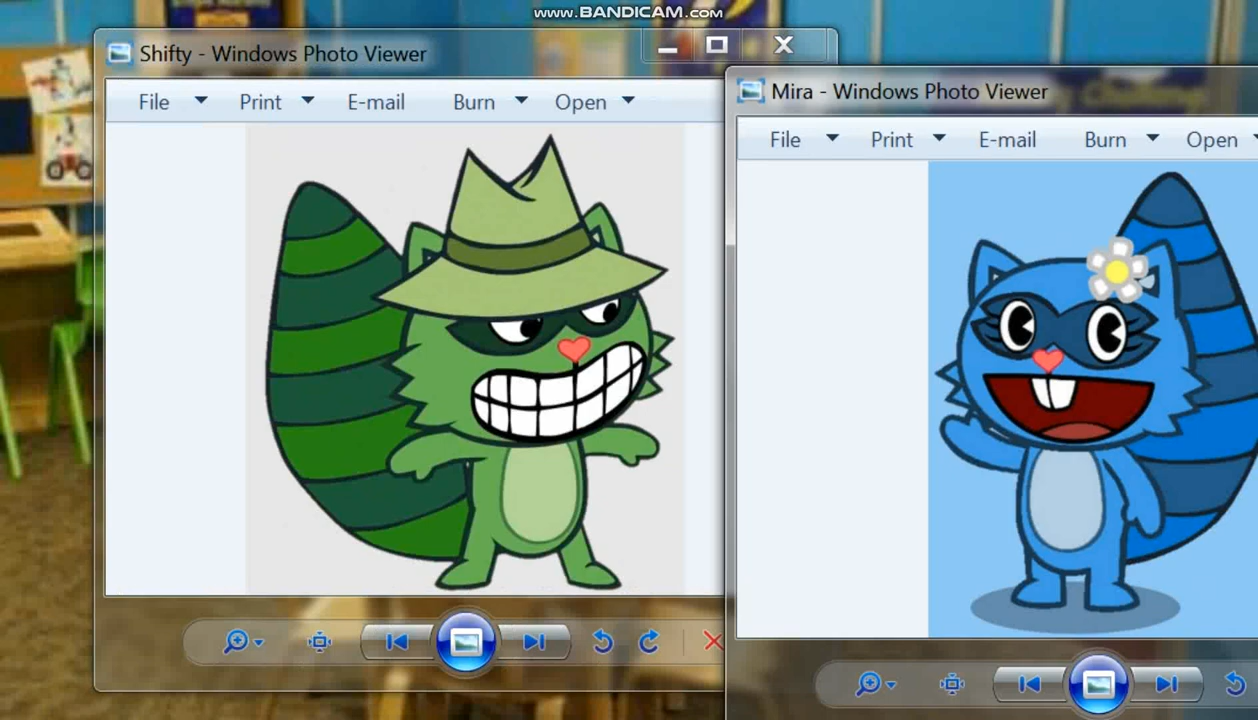 www.BANDICAM.com
Shifty - Windows Photo Viewer
File Print E-mail Burn Open
Mira - Windows Photo Viewer
File Print E-mail Burn Open